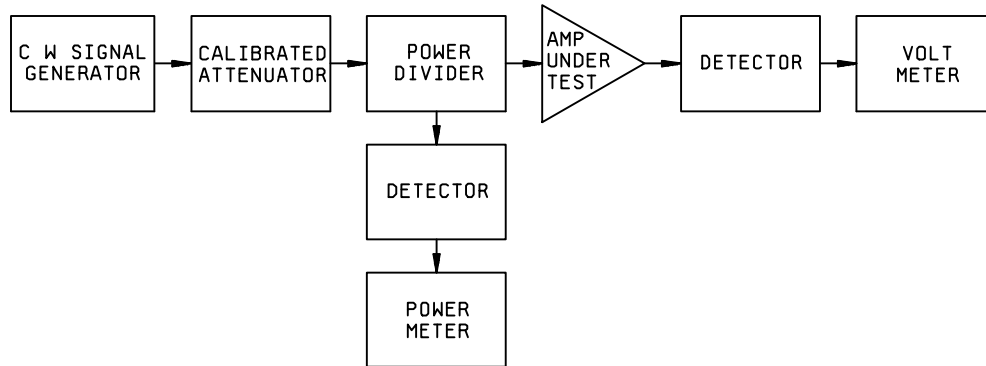 C W SIGNAL
GENERATOR
CALIBRATED
ATTENUATOR
POWER
DIVIDER
AMP
UNDER
TEST
DETECTOR
VOLT
METER
DETECTOR
POWER
METER